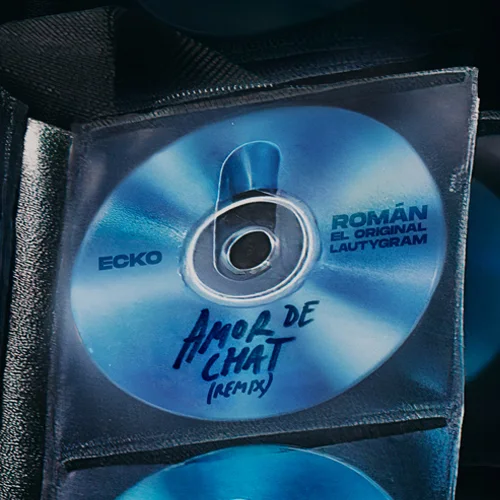 ECKO
ROMÁN
EL ORIGINAL
LAUTYGRAM
AMOR DE
CHAT
(REMIX)